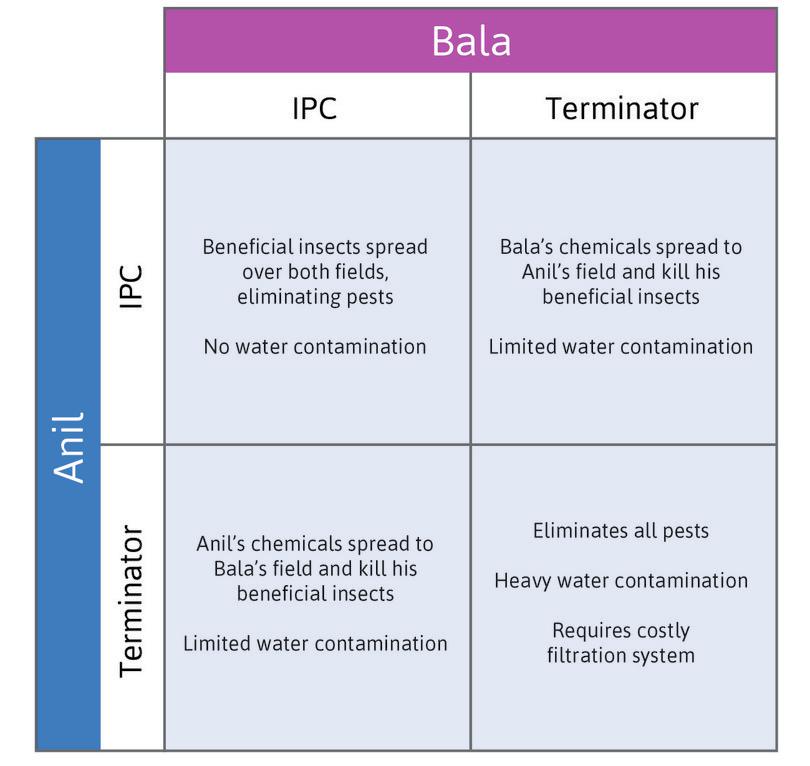 Bala
IPC
Terminator
Anil
IPC
Beneficial insects spread
over both fields,
eliminating pests
No water contamination
Bala’s chemicals spread to
Anil’s field and kill his
beneficial insects
Limited water contamination
Terminator
Anil’s chemicals spread to
Bala’s field and kill his
beneficial insects
Limited water contamination
Eliminates all pests
Heavy water contamination
Requires costly
filtration system